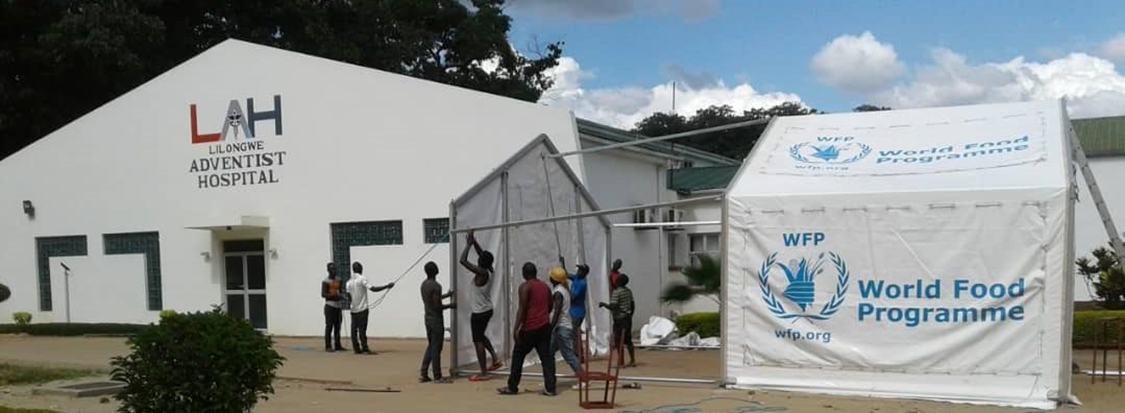 LAH
LILONGWE
ADVENTIST
HOSPITAL
WFP
wfp.org
World Food
Programme
WFP
wfp.org
World Food
Programme